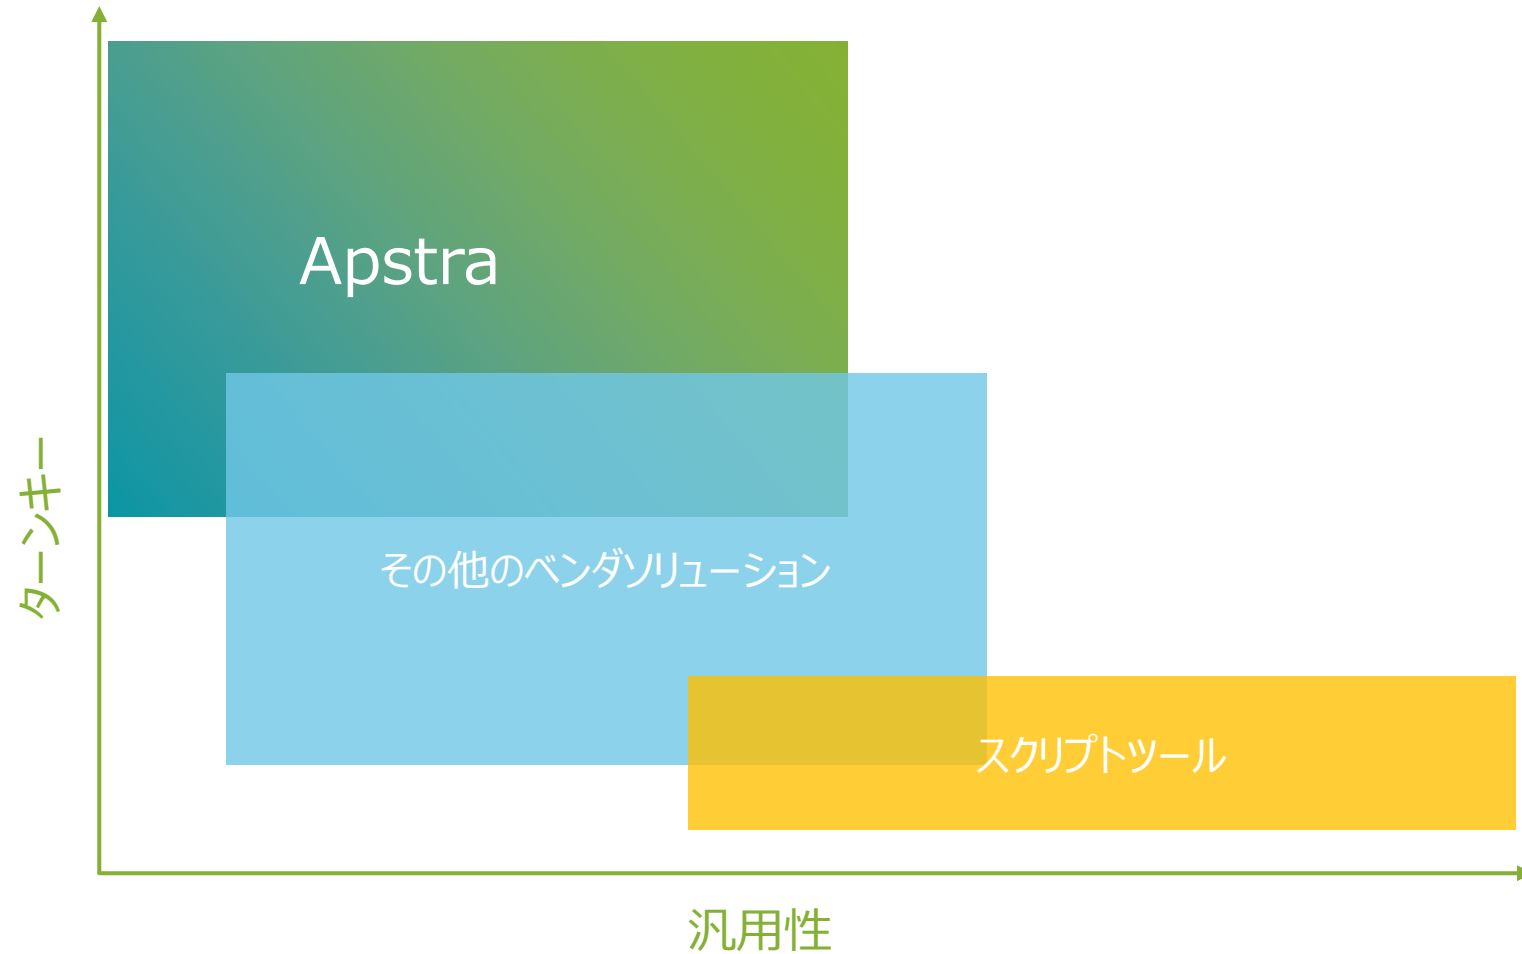 Apstra
ターンキー
その他のベンダソリューション
スクリプトツール
汎用性